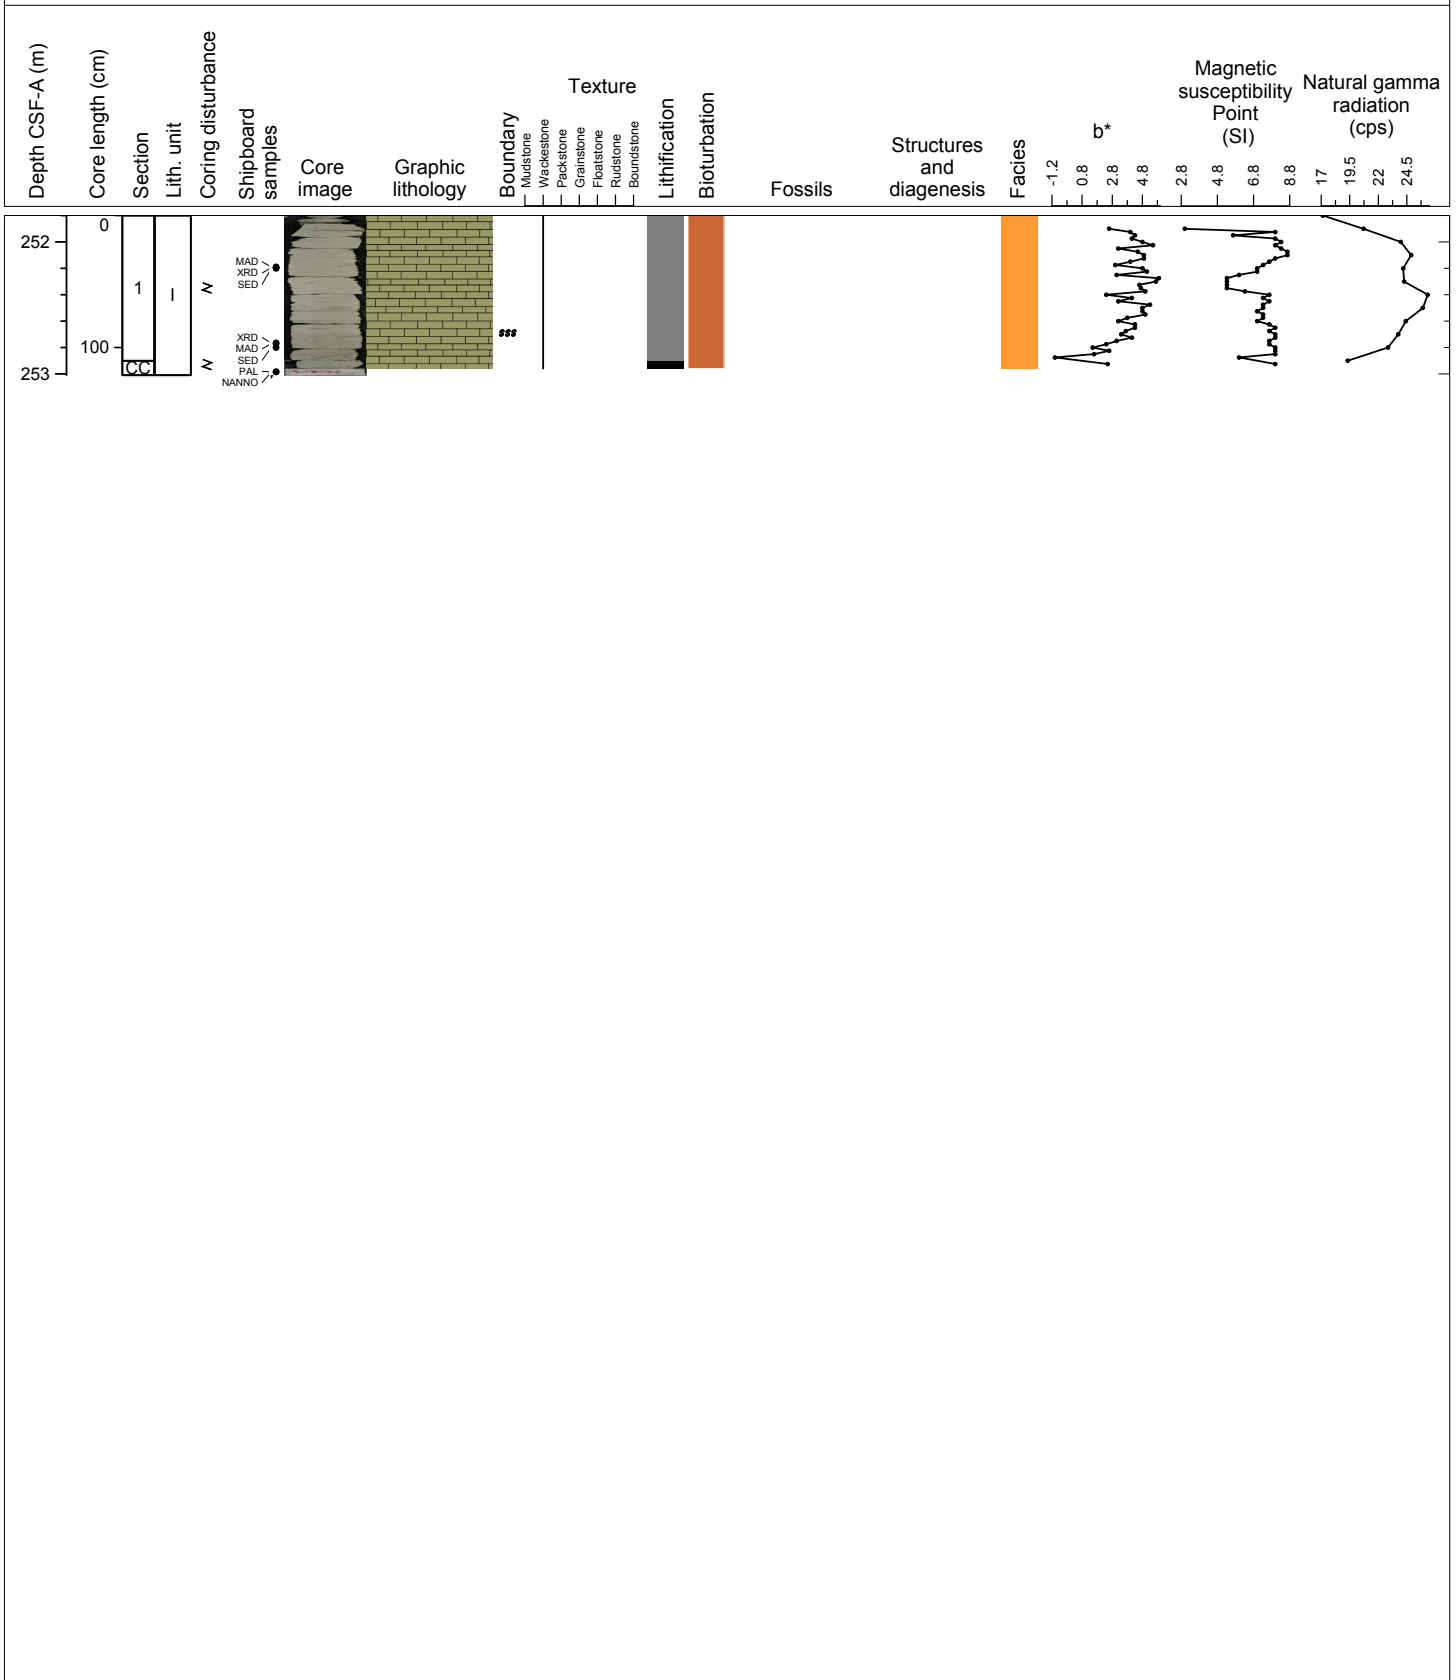 Depth CSF-A (m)
Core length (cm)
Section
Lith. unit
Coring disturbance
Shipboard
samples
Core
image
Graphic
lithology
Boundary
Texture
Mudstone
Wackestone
Packstone
Grainstone
Floatstone
Rudstone
Boundstone
Lithification
Bioturbation
Fossils
Structures
and
diagenesis
Facies
b*
-1.2
0.8
2.8
4.8
Magnetic
susceptibility
Point
(SI)
2.8
4.8
6.8
8.8
Natural gamma
radiation
(cps)
17
19.5
22
24.5
252
253
0
100
1
CC
I
MAD
XRD
SED
XRD
MAD
SED
PAL
NANNO
sss